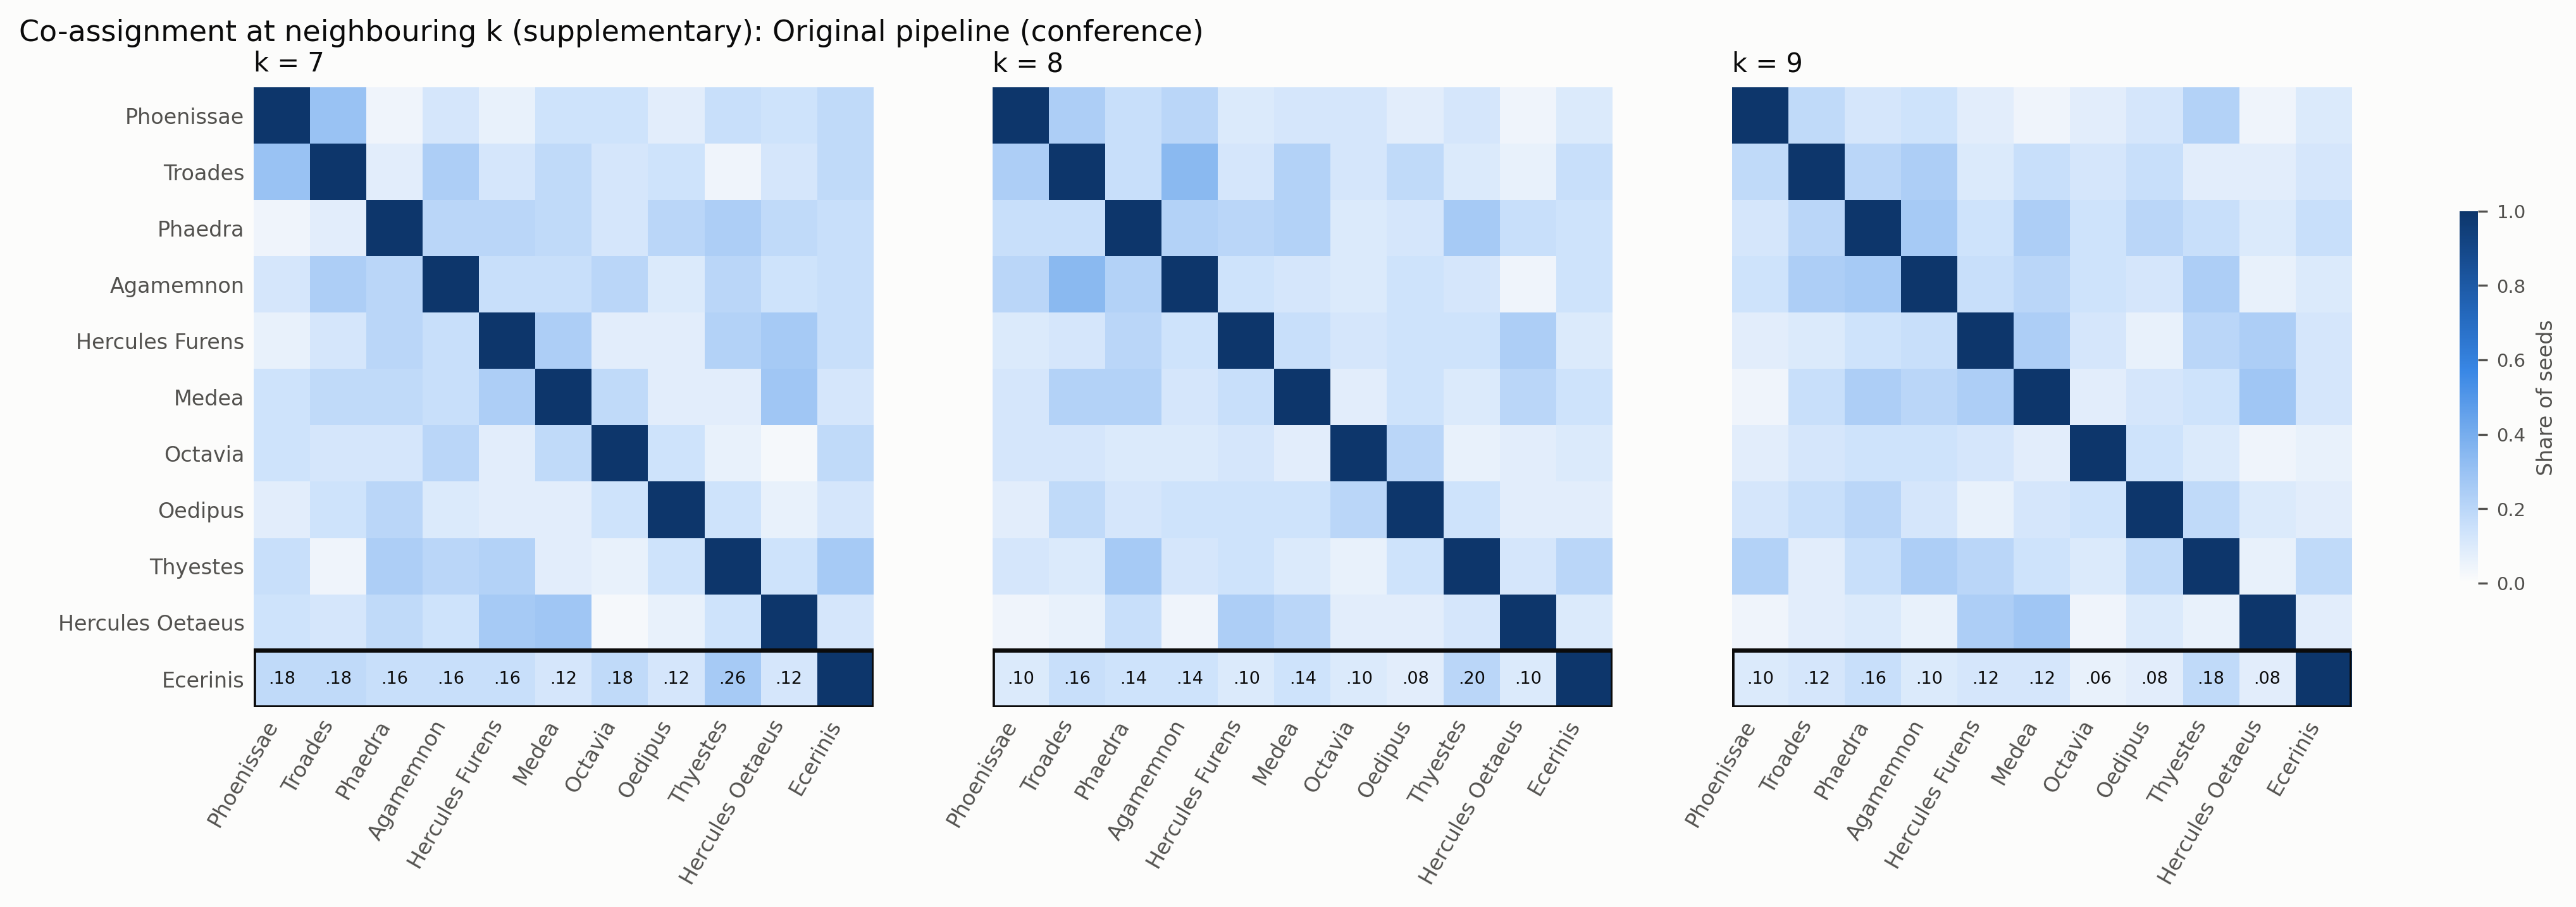 Co-assignment at neighbouring k (supplementary): Original pipeline (conference)
k = 7
k = 8
k = 9
Phoenissae
Troades
Phaedra
Agamemnon
Hercules Furens
Medea
Octavia
Oedipus
Thyestes
Hercules Oetaeus
Ecerinis
.18 .18 .16 .16 .16 .12 .18 .12 .26 .12
.10 .16 .14 .14 .10 .14 .10 .08 .20 .10
.10 .12 .16 .10 .12 .12 .06 .08 .18 .08
Phoenissae
Troades
Phaedra
Agamemnon
Hercules Furens
Medea
Octavia
Oedipus
Thyestes
Hercules Oetaeus
Ecerinis
Phoenissae
Troades
Phaedra
Agamemnon
Hercules Furens
Medea
Octavia
Oedipus
Thyestes
Hercules Oetaeus
Ecerinis
Phoenissae
Troades
Phaedra
Agamemnon
Hercules Furens
Medea
Octavia
Oedipus
Thyestes
Hercules Oetaeus
Ecerinis
1.0
0.8
0.6
0.4
0.2
0.0
Share of seeds